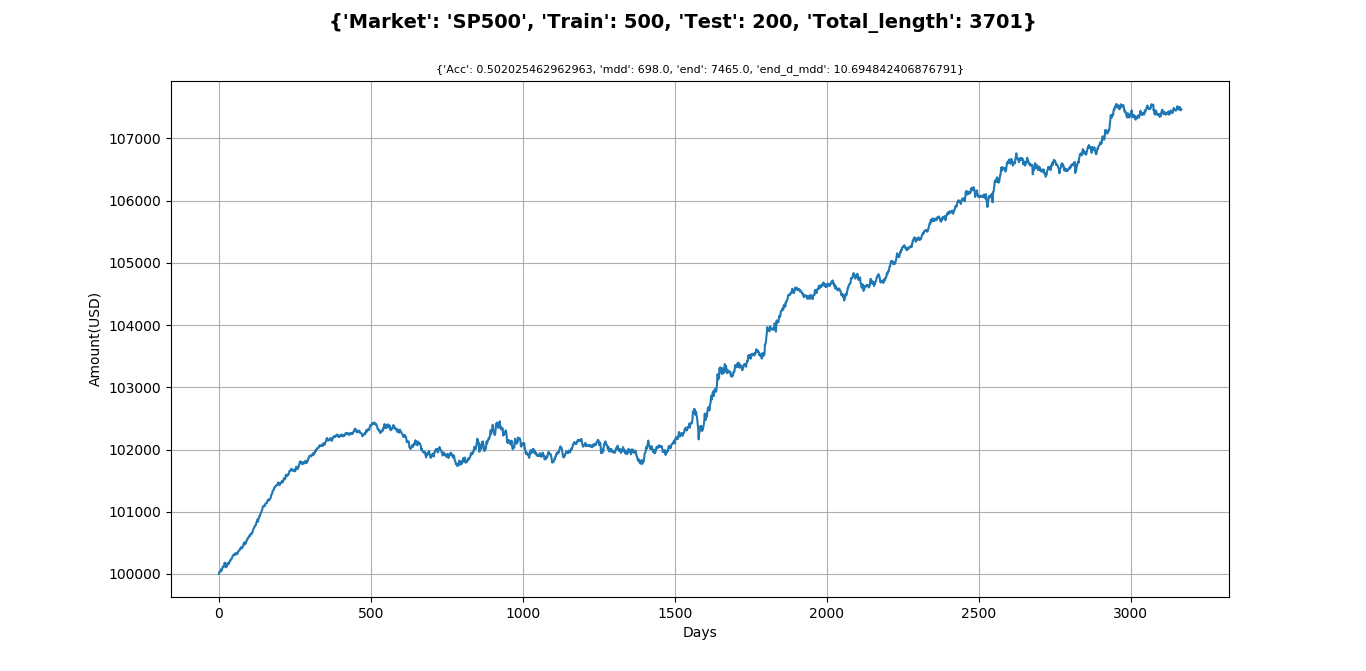 {'Market': 'SP500', 'Train': 500, 'Test': 200, 'Total_length': 3701}
{'Acc': 0.502025462962963, 'mdd': 698.0, 'end': 7465.0, 'end_d_mdd': 10.694842406876791}
107000
106000
105000
104000
103000
102000
101000
100000
Amount(USD)
0 500 1000 1500 2000 2500 3000
Days